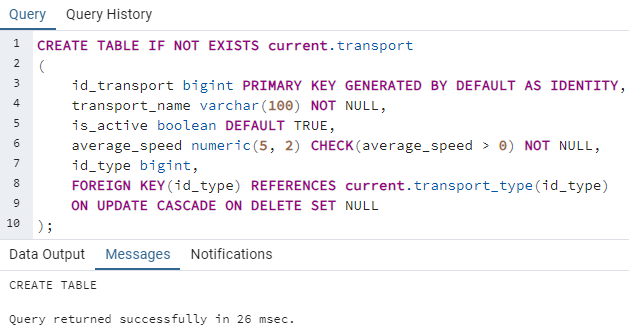 Query Query History
1 CREATE TABLE IF NOT EXISTS current.transport
2 (
3 id_transport bigint PRIMARY KEY GENERATED BY DEFAULT AS IDENTITY,
4 transport_name varchar(100) NOT NULL,
5 is_active boolean DEFAULT TRUE,
6 average_speed numeric(5, 2) CHECK(average_speed > 0) NOT NULL,
7 id_type bigint,
8 FOREIGN KEY(id_type) REFERENCES current.transport_type(id_type)
9 ON UPDATE CASCADE ON DELETE SET NULL
10 );
Data Output Messages Notifications
CREATE TABLE
Query returned successfully in 26 msec.